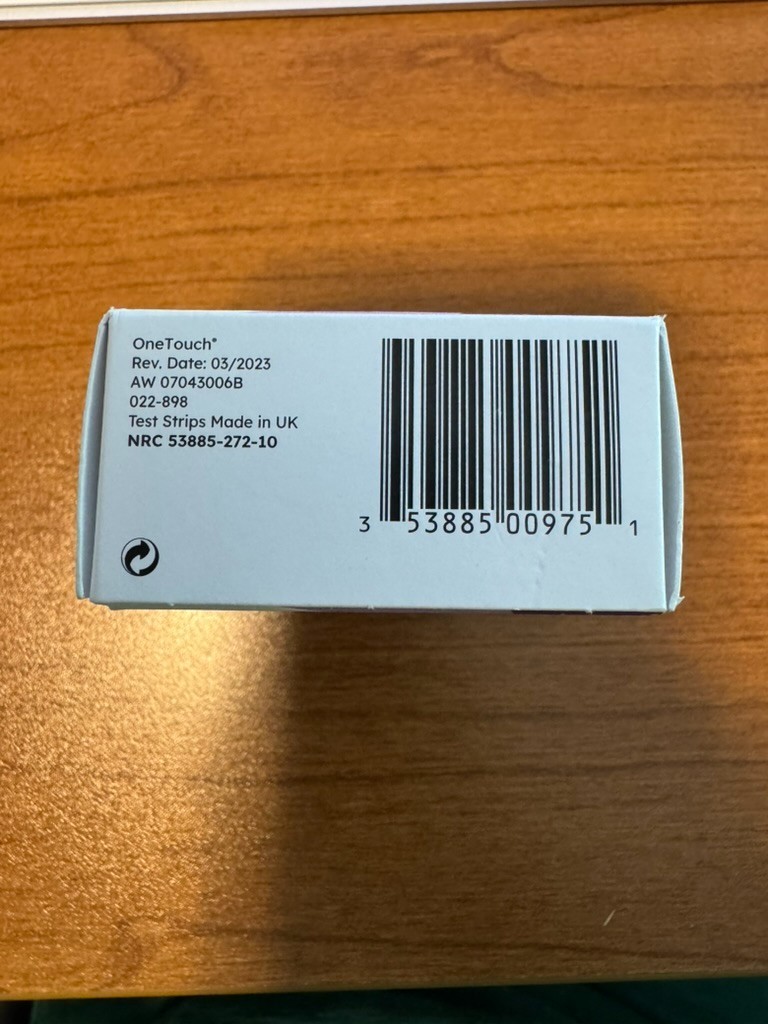 OneTouch®
Rev. Date: 03/2023
AW 07043006B
022-898
Test Strips Made in UK
NRC 53885-272-10
3 53885 00975 1